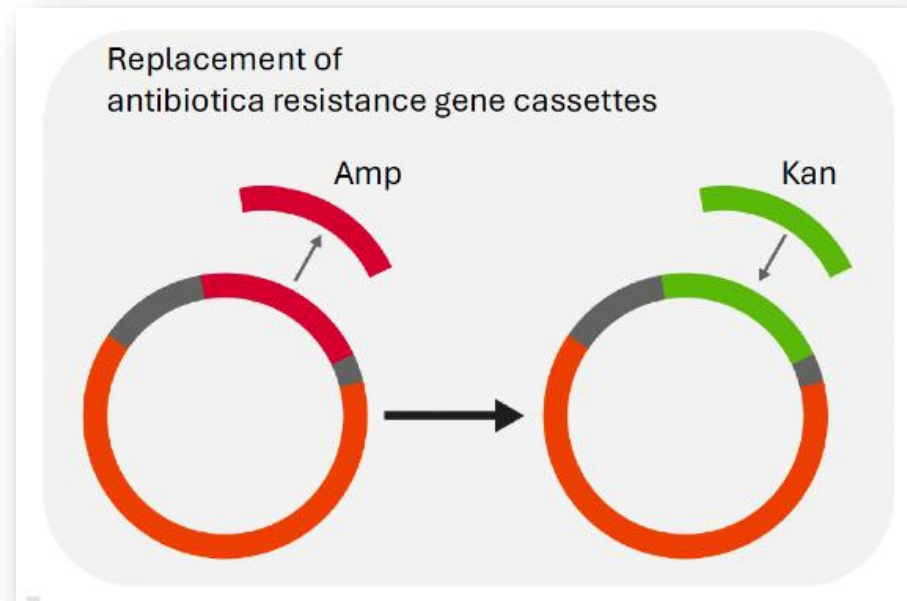 Replacement of
antibiotica resistance gene cassettes
Amp
Kan